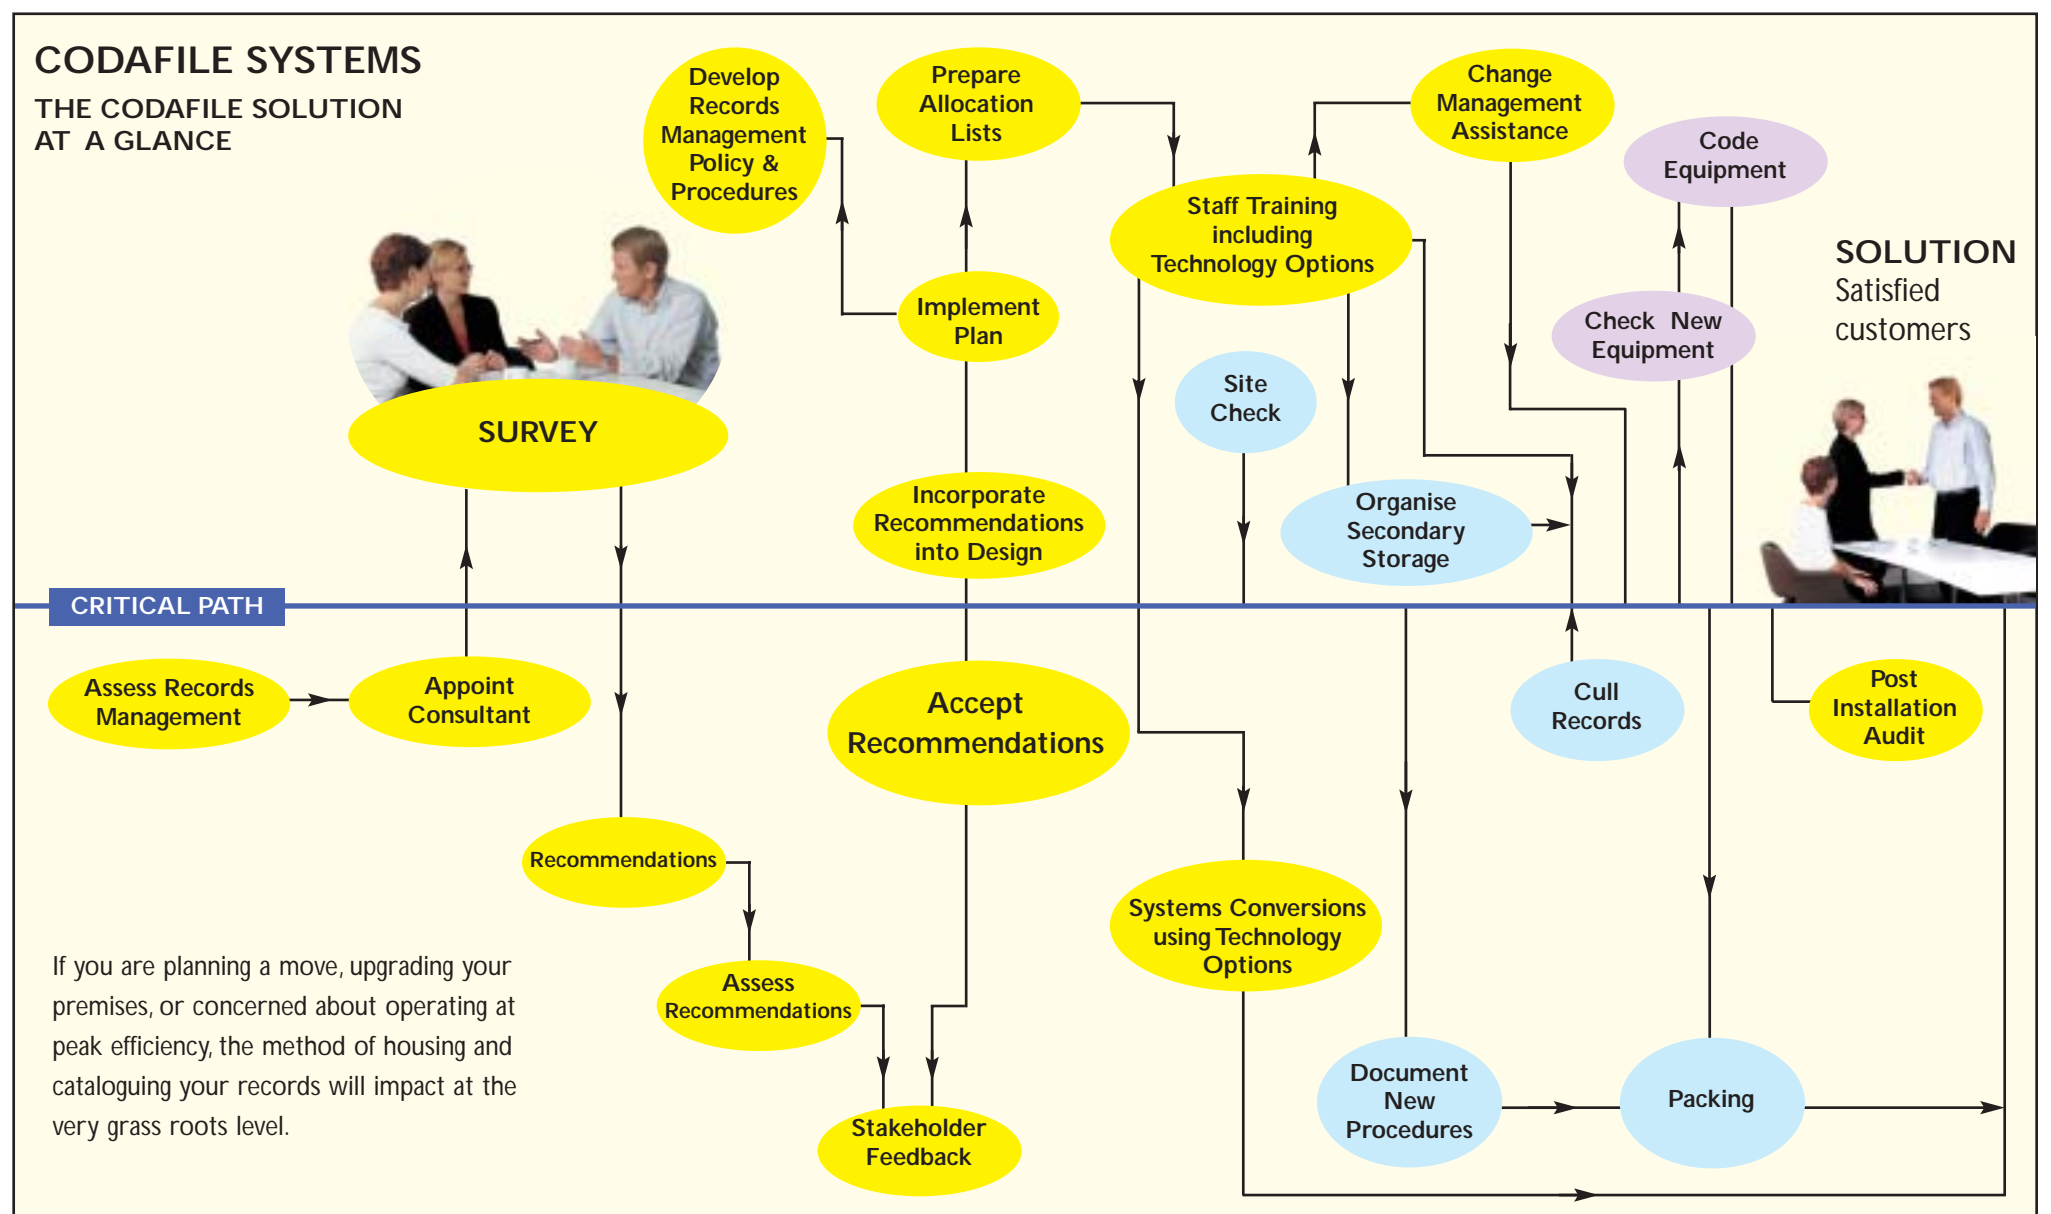 CODAFILE SYSTEMS
THE CODAFILE SOLUTION
AT A GLANCE
Develop
Records
Management
Policy &
Procedures
Prepare
Allocation
Lists
Change
Management
Assistance
Code
Equipment
Staff Training
including
Technology Options
SOLUTION
Satisfied
customers
Implement
Plan
Check New
Equipment
Site
Check
SURVEY
Incorporate
Recommendations
into Design
Organise
Secondary
Storage
CRITICAL PATH
Assess Records
Management
Appoint
Consultant
Accept
Recommendations
Cull
Records
Post
Installation
Audit
Recommendations
Systems Conversions
using Technology
Options
If you are planning a move, upgrading your
premises, or concerned about operating at
peak efficiency, the method of housing and
cataloguing your records will impact at the
very grass roots level.
Assess
Recommendations
Document
New
Procedures
Packing
Stakeholder
Feedback